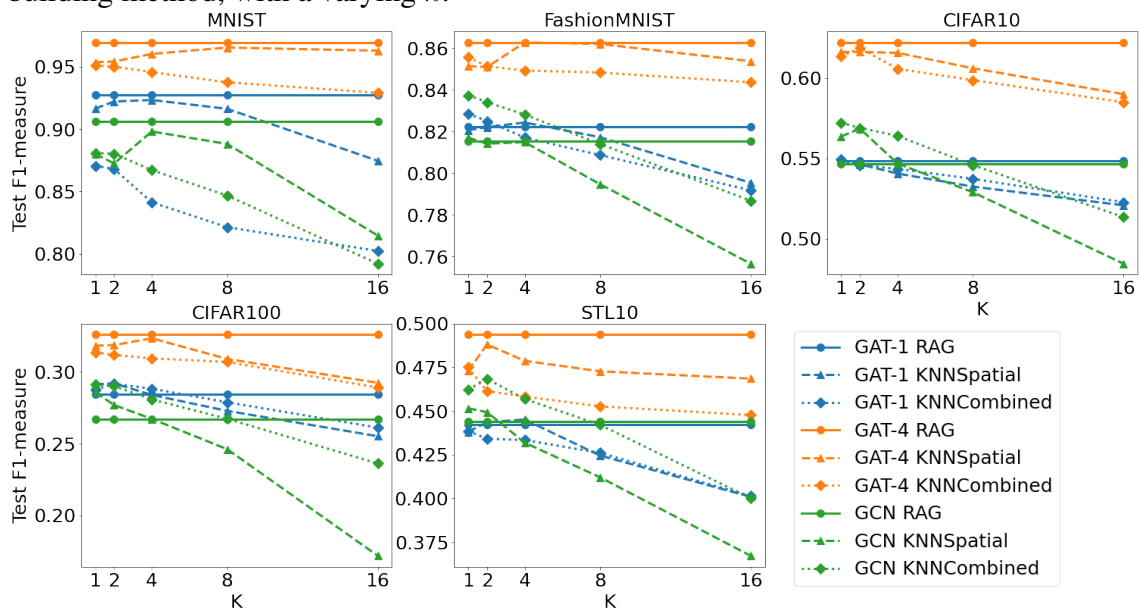 building method, with a varying k.
MNIST
FashionMNIST
CIFAR10
Test F1-measure
0.95
0.90
0.85
0.80
1 2 4 8 16
0.86
0.84
0.82
0.80
0.78
0.76
1 2 4 8 16
0.60
0.55
0.50
1 2 4 8 16
K
CIFAR100
STL10
Test F1-measure
0.30
0.25
0.20
1 2 4 8 16
K
0.500
0.475
0.450
0.425
0.400
0.375
1 2 4 8 16
K
GAT-1 RAG
GAT-1 KNNSpatial
GAT-1 KNNCombined
GAT-4 RAG
GAT-4 KNNSpatial
GAT-4 KNNCombined
GCN RAG
GCN KNNSpatial
GCN KNNCombined